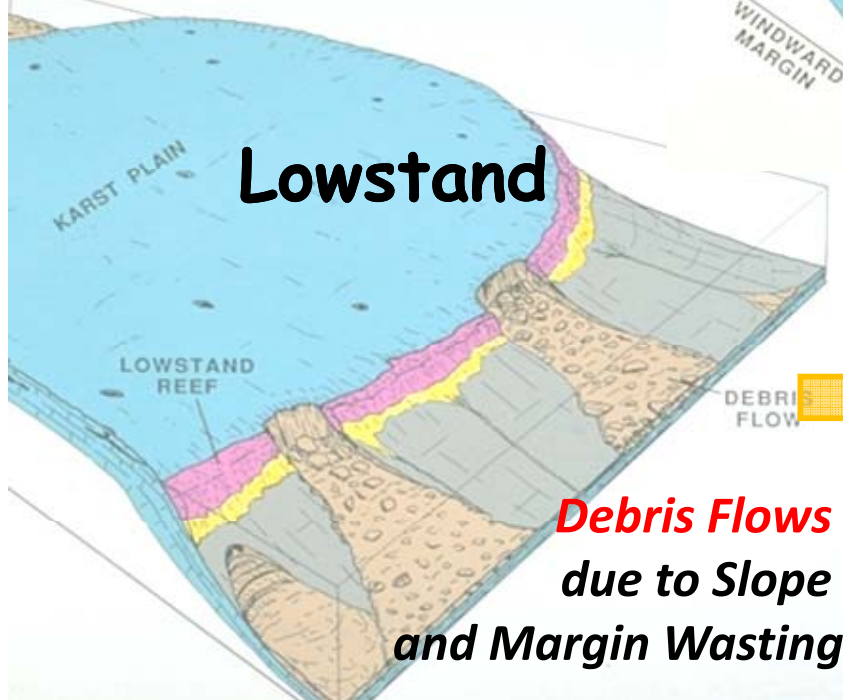 WINDWARD
MARGIN
KARST PLAIN
Lowstand
LOWSTAND
REEF
DEBRIS
FLOW
Debris Flows
due to Slope
and Margin Wasting